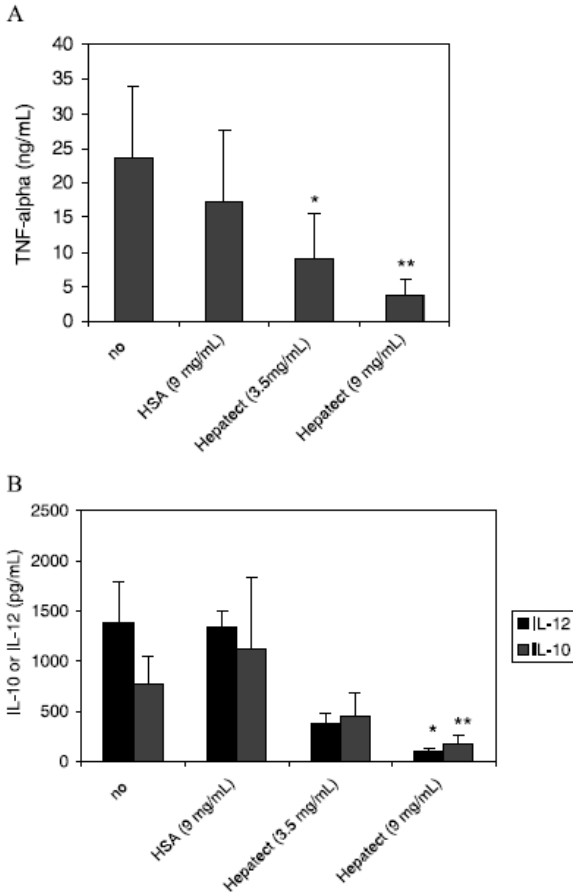 A
40
35
30
25
20
15
10
5
0
TNF-alpha (ng/mL)
*
**
no
HSA (9 mg/mL)
Hepatect (3.5mg/mL)
Hepatect (9 mg/mL)
B
2500
2000
1500
1000
500
0
IL-10 or IL-12 (pg/mL)
*
**
IL-12
IL-10
no
HSA (9 mg/mL)
Hepatect (3.5 mg/mL)
Hepatect (9 mg/mL)